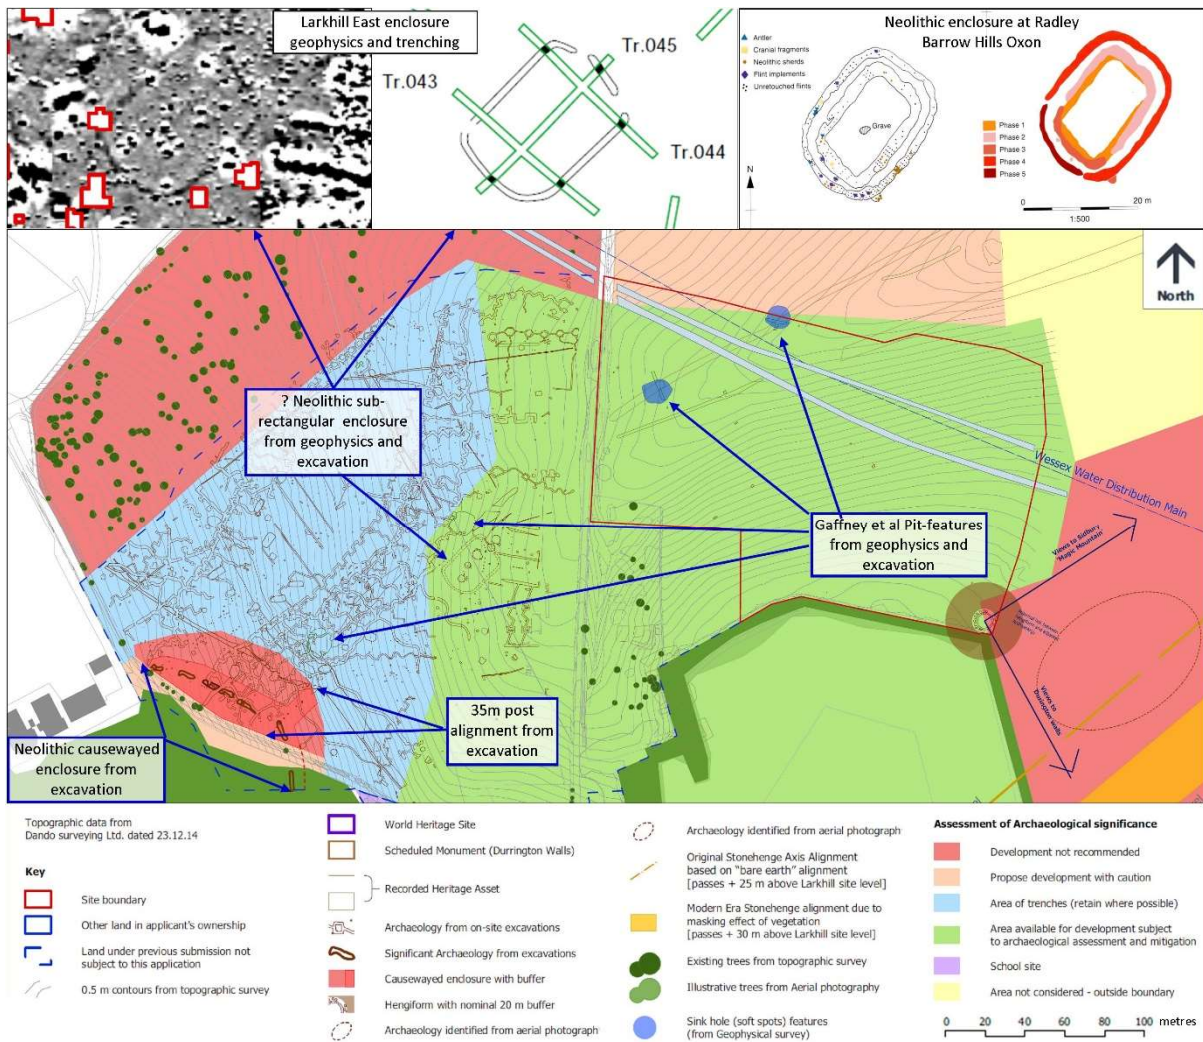 Larkhill East enclosure
geophysics and trenching
Tr.043
Tr.045
Tr.044
Neolithic enclosure at Radley
Barrow Hills Oxon
Antler
Cranial fragments
Neolithic sherds
Flint implements
Unretouched flints
Grave
N
Phase 1
Phase 2
Phase 3
Phase 4
Phase 5
0
20 m
1:500
North
? Neolithic sub-
rectangular enclosure
from geophysics and
excavation
Wessex Water Distribution Main
Gaffney et al Pit-features
from geophysics and
excavation
Views to Sidbury
'Magic Mountain'
Views to
Durrington Walls
35m post
alignment from
excavation
Neolithic causewayed
enclosure from
excavation
Topographic data from
Dando surveying Ltd. dated 23.12.14
Key
Site boundary
Other land in applicant's ownership
Land under previous submission not
subject to this application
0.5 m contours from topographic survey
World Heritage Site
Scheduled Monument (Durrington Walls)
Recorded Heritage Asset
Archaeology from on-site excavations
Significant Archaeology from excavations
Causewayed enclosure with buffer
Hengiform with nominal 20 m buffer
Archaeology identified from aerial photograph
Archaeology identified from aerial photograph
Original Stonehenge Axis Alignment
based on "bare earth" alignment
[passes + 25 m above Larkhill site level]
Modern Era Stonehenge alignment due to
masking effect of vegetation
[passes + 30 m above Larkhill site level]
Existing trees from topographic survey
Illustrative trees from Aerial photography
Sink hole (soft spots) features
(from Geophysical survey)
Assessment of Archaeological significance
Development not recommended
Propose development with caution
Area of trenches (retain where possible)
Area available for development subject
to archaeological assessment and mitigation
School site
Area not considered - outside boundary
0 20 40 60 80 100 metres